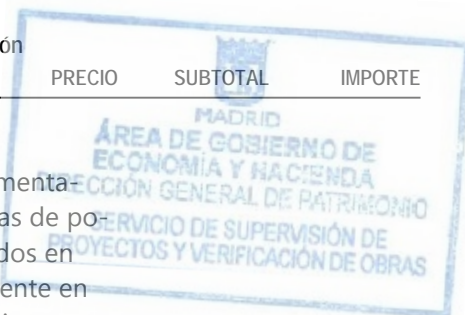 ón
PRECIO SUBTOTAL IMPORTE
MADRID
ÁREA DE GOBIERNO DE
ECONOMÍA Y HACIENDA
DIRECCIÓN GENERAL DE PATRIMONIO
SERVICIO DE SUPERVISIÓN DE
PROYECTOS Y VERIFICACIÓN DE OBRAS
menta-
as de po-
dos en
ente en